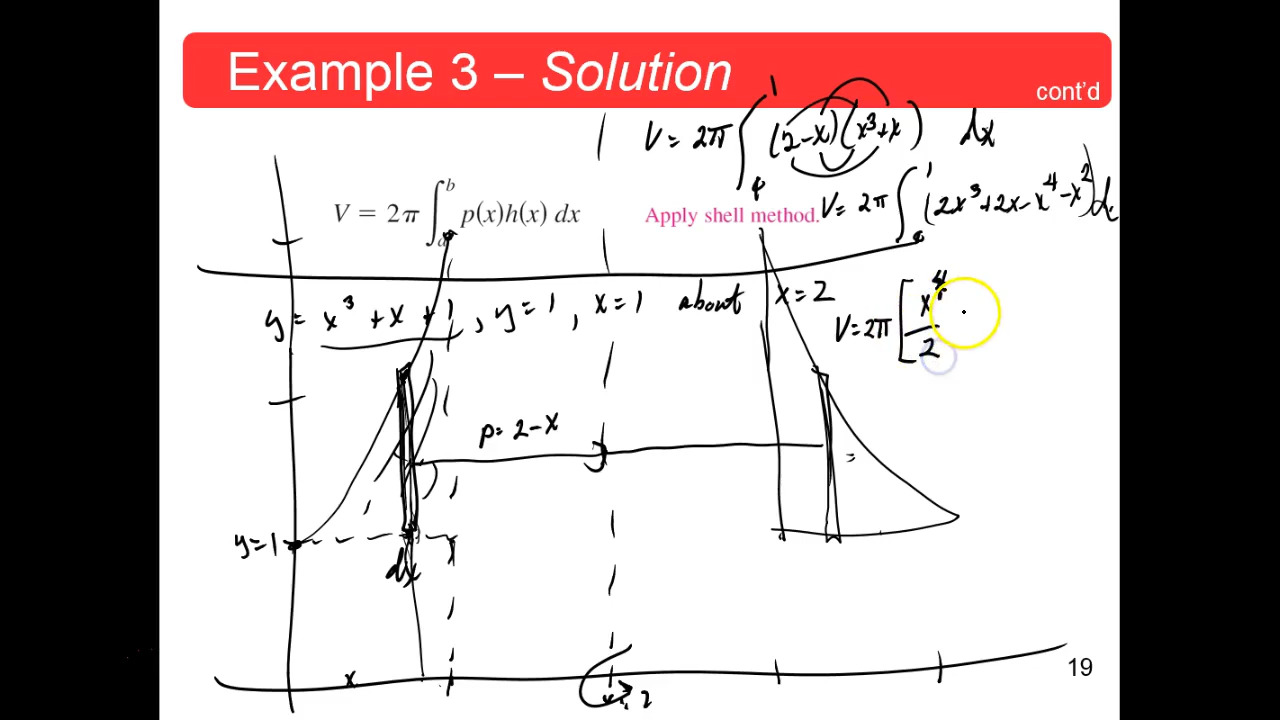 Example 3 – Solution
cont'd
V = 2π ∫₀¹ (2-x)(x³+x) dx
V = 2π ∫ₐᵇ p(x)h(x) dx
Apply shell method.
V = 2π ∫₀¹ (2x³+2x-x⁴-x²)dx
y = x³ + x + 1, y = 1, x = 1 about x = 2
V = 2π [x⁴/2
p = 2-x
y=1
dx
x
19